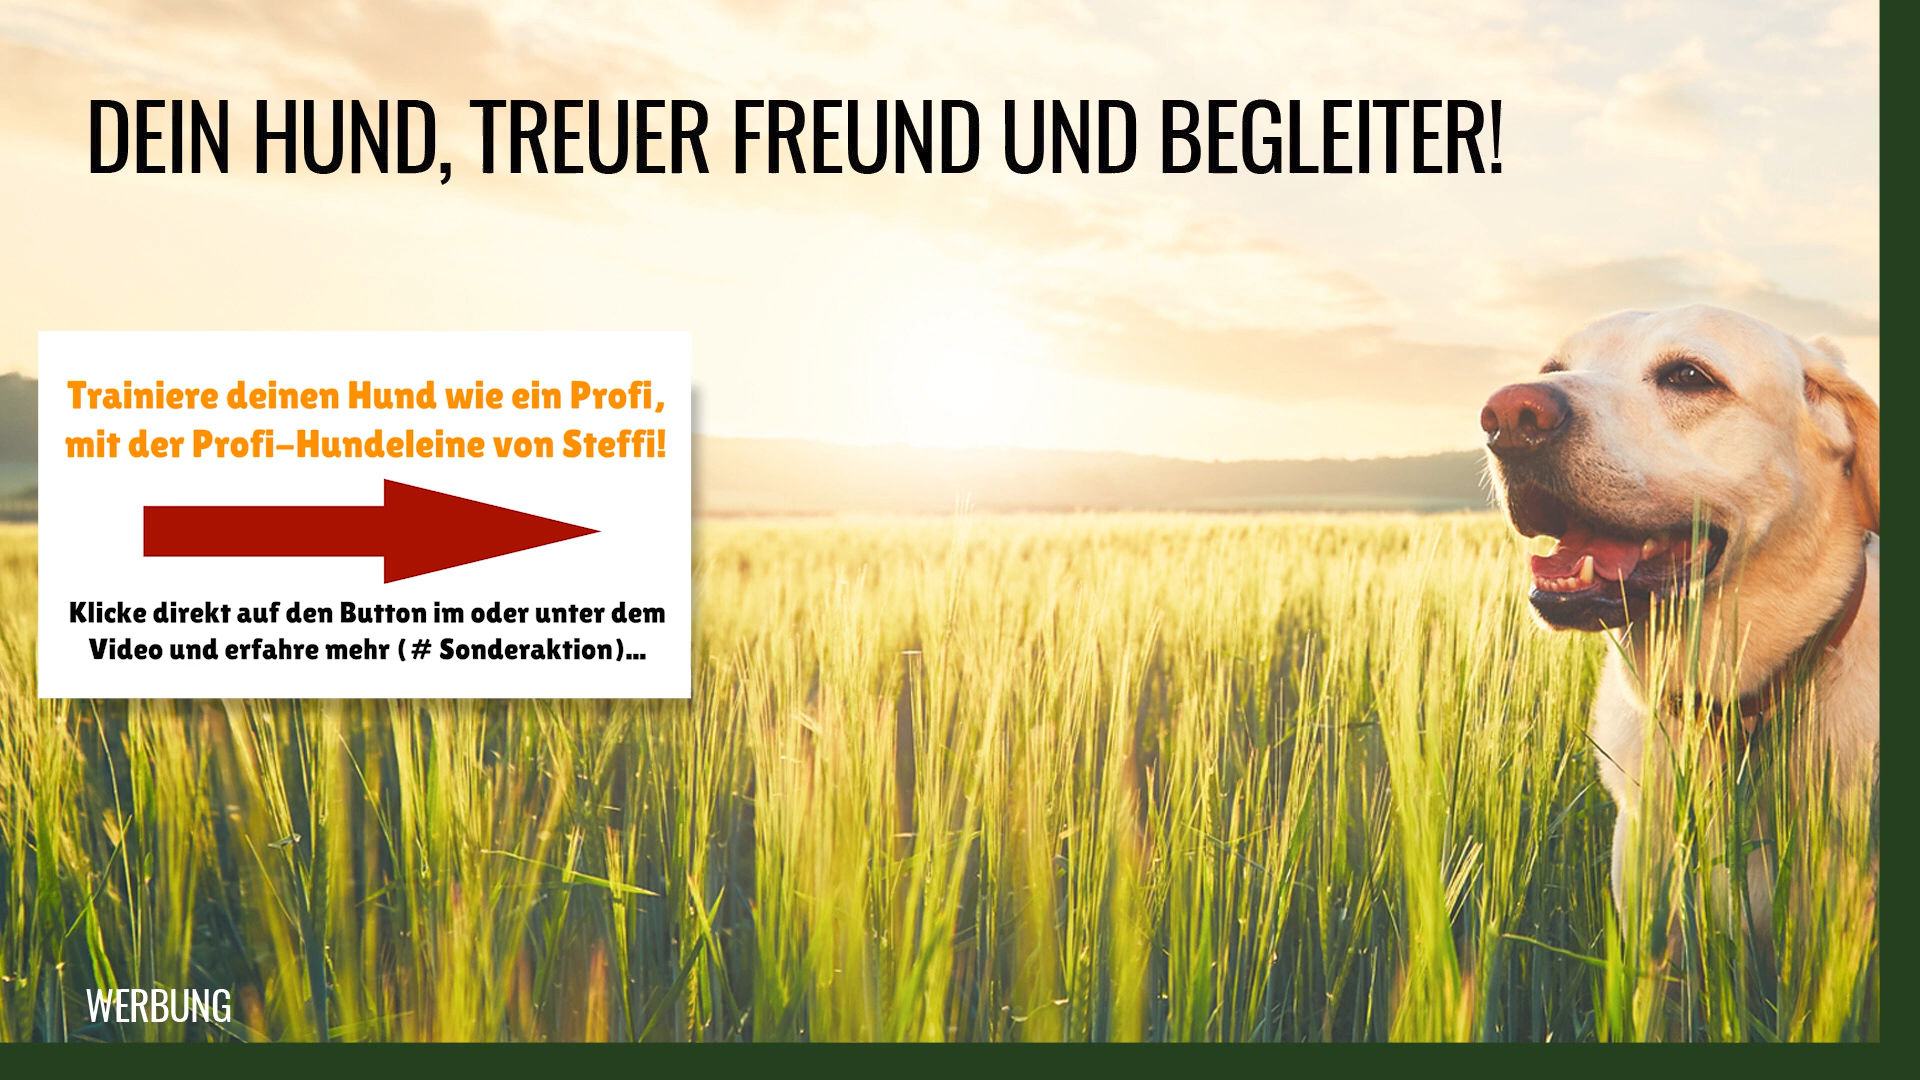 DEIN HUND, TREUER FREUND UND BEGLEITER!
Trainiere deinen Hund wie ein Profi,
mit der Profi-Hundeleine von Steffi!
Klicke direkt auf den Button im oder unter dem
Video und erfahre mehr (# Sonderaktion)...
WERBUNG